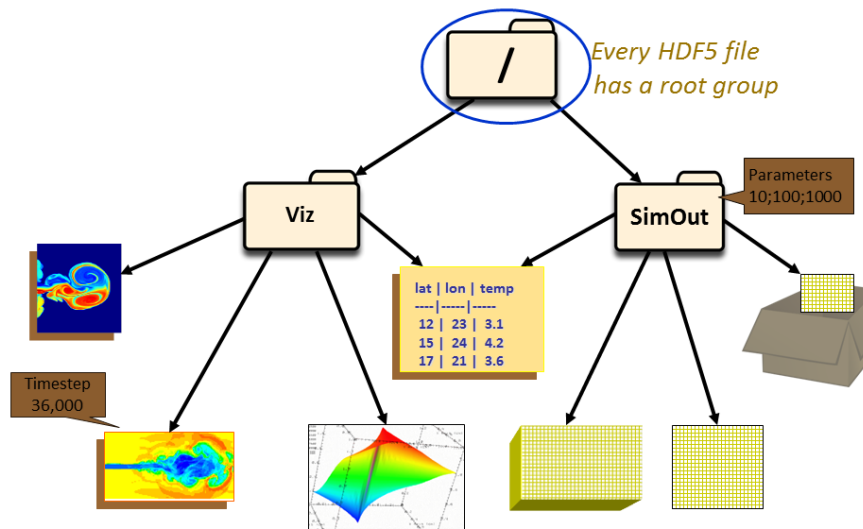 /
Every HDF5 file
has a root group
Viz
SimOut
Parameters
10;100;1000
lat | lon | temp
----|-----|-----
12 | 23 | 3.1
15 | 24 | 4.2
17 | 21 | 3.6
Timestep
36,000